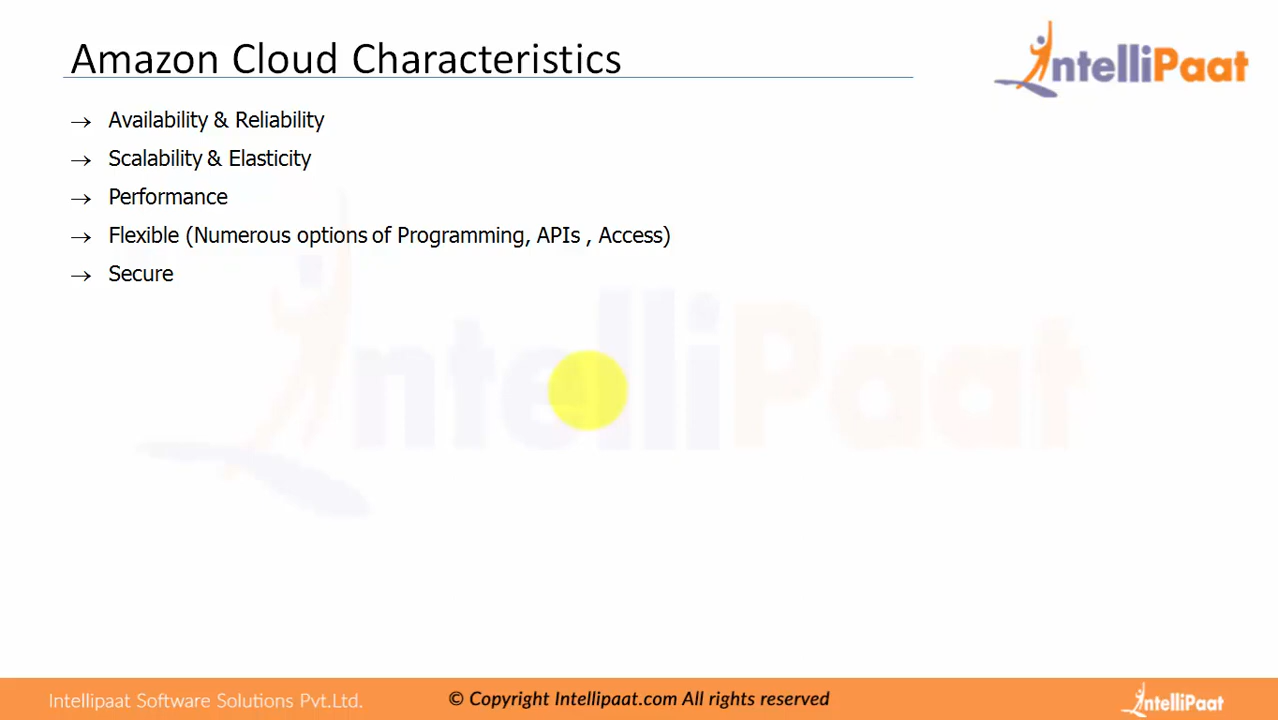 Amazon Cloud Characteristics
IntelliPaat
→ Availability & Reliability
→ Scalability & Elasticity
→ Performance
→ Flexible (Numerous options of Programming, APIs , Access)
→ Secure
IntelliPaat
Intellipaat Software Solutions Pvt.Ltd.
© Copyright Intellipaat.com All rights reserved
IntelliPaat